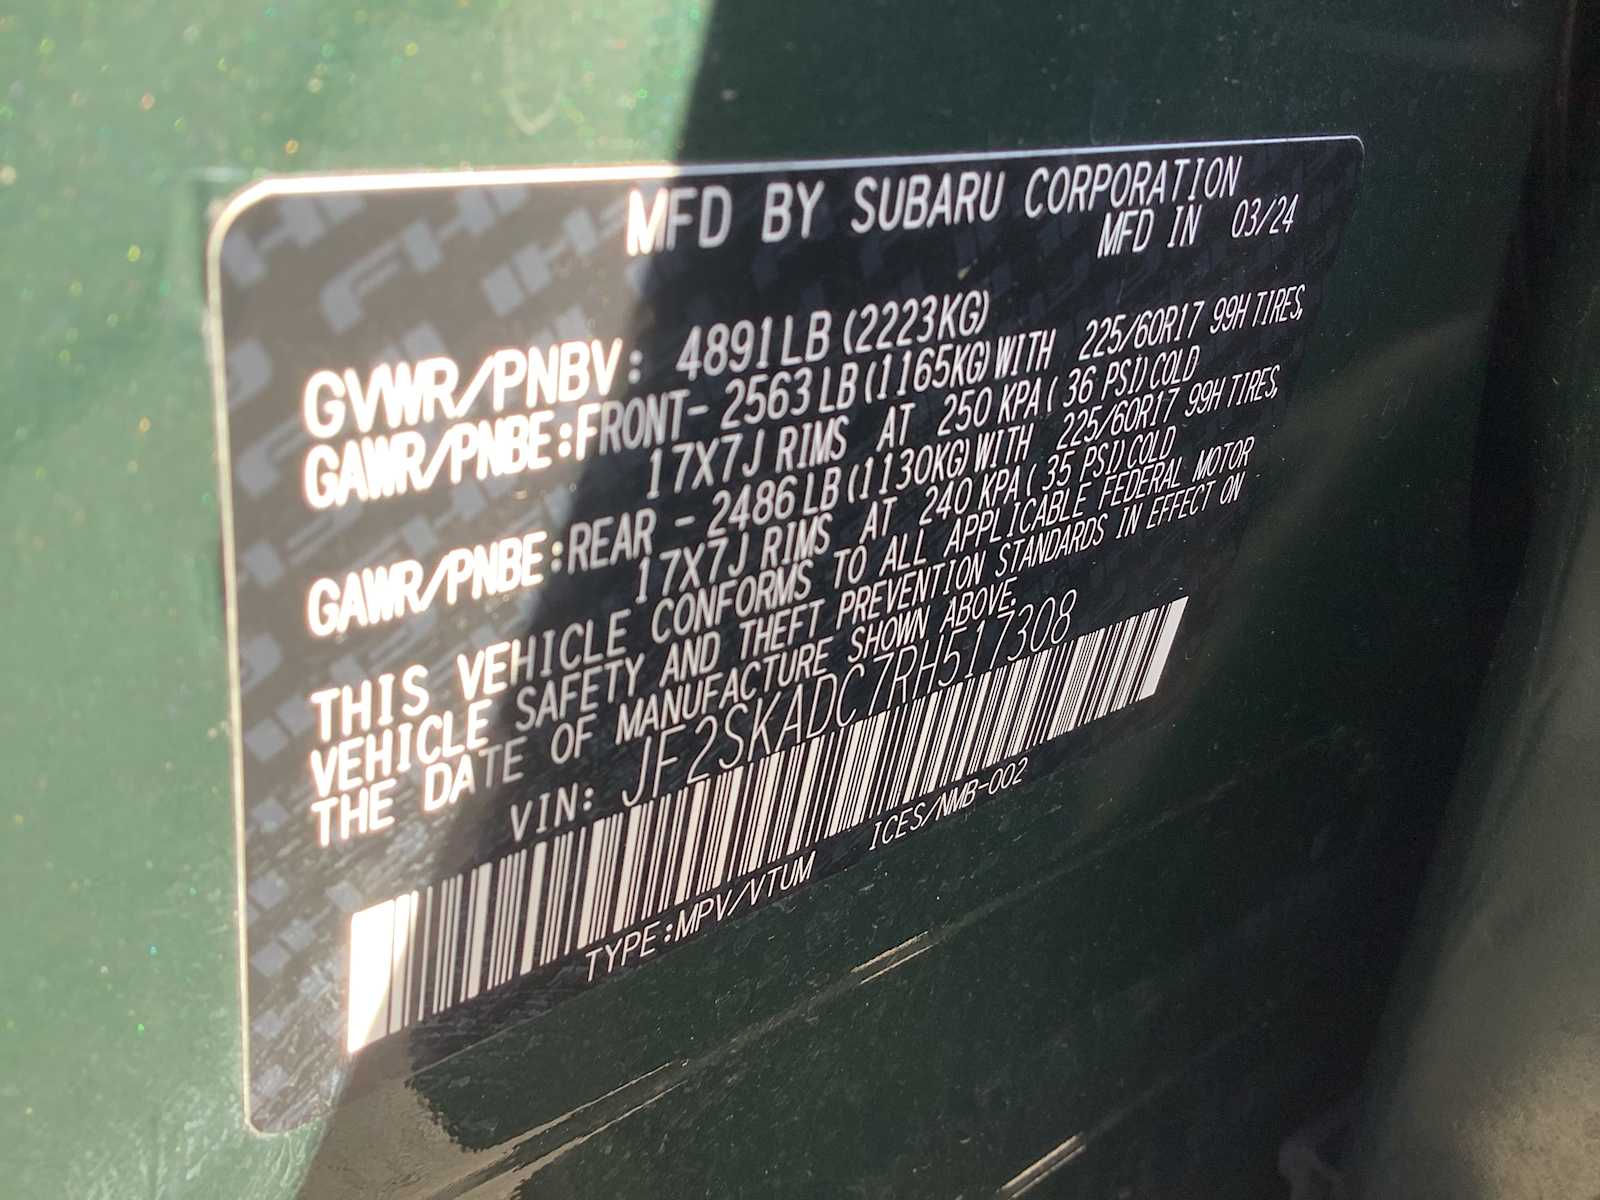 MFD BY SUBARU CORPORATION
MFD IN 03/24
GVWR/PNBV: 4891LB (2223KG)
GAWR/PNBE:FRONT- 2563LB (1165KG) WITH 225/60R17 99H TIRES,
17X7J RIMS AT 250 KPA ( 36 PSI) COLD
GAWR/PNBE:REAR - 2486LB (1130KG) WITH 225/60R17 99H TIRES,
17X7J RIMS AT 240 KPA ( 35 PSI) COLD
THIS VEHICLE CONFORMS TO ALL APPLICABLE FEDERAL MOTOR
VEHICLE SAFETY AND THEFT PREVENTION STANDARDS IN EFFECT ON
THE DATE OF MANUFACTURE SHOWN ABOVE.
VIN: JF2SKADC7RH517308
TYPE:MPV/VTUM ICES/NMB-002